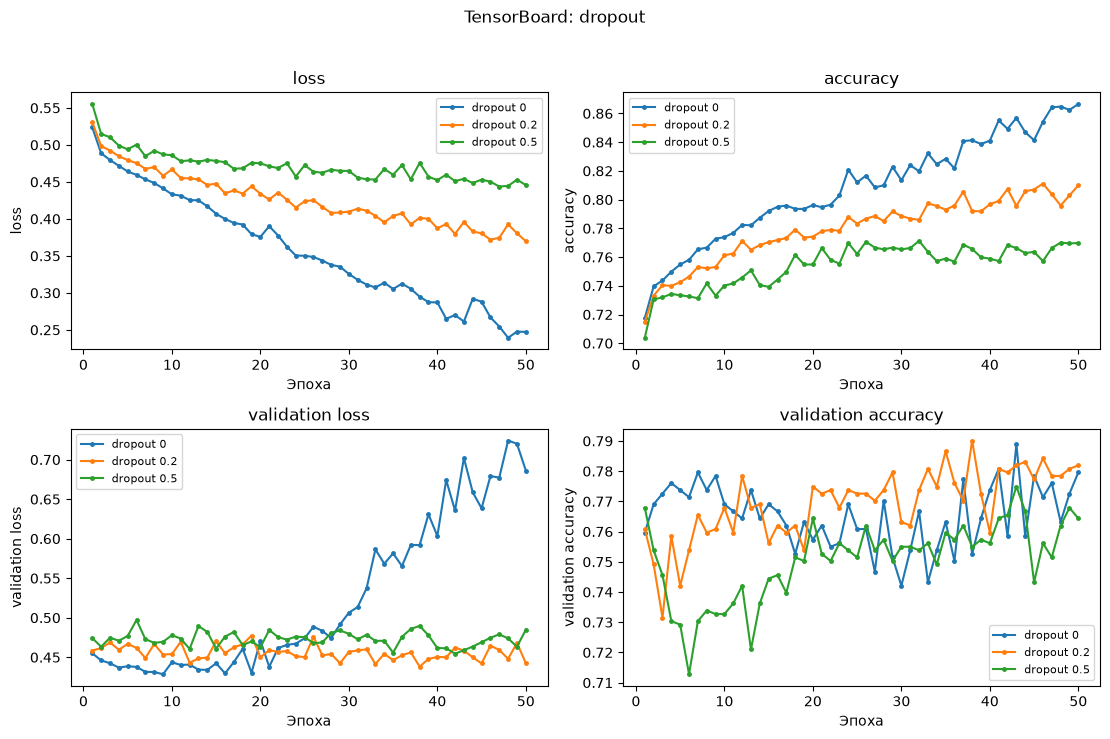 TensorBoard: dropout
loss
loss
0.55
0.50
0.45
0.40
0.35
0.30
0.25
dropout 0
dropout 0.2
dropout 0.5
0 10 20 30 40 50
Эпоха
accuracy
accuracy
0.86
0.84
0.82
0.80
0.78
0.76
0.74
0.72
0.70
dropout 0
dropout 0.2
dropout 0.5
0 10 20 30 40 50
Эпоха
validation loss
validation loss
0.70
0.65
0.60
0.55
0.50
0.45
dropout 0
dropout 0.2
dropout 0.5
0 10 20 30 40 50
Эпоха
validation accuracy
validation accuracy
0.79
0.78
0.77
0.76
0.75
0.74
0.73
0.72
0.71
dropout 0
dropout 0.2
dropout 0.5
0 10 20 30 40 50
Эпоха